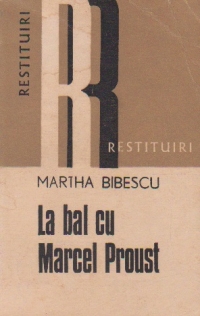 RESTITUIRI
R
RESTITUIRI
MARTHA BIBESCU
La bal cu
Marcel Proust